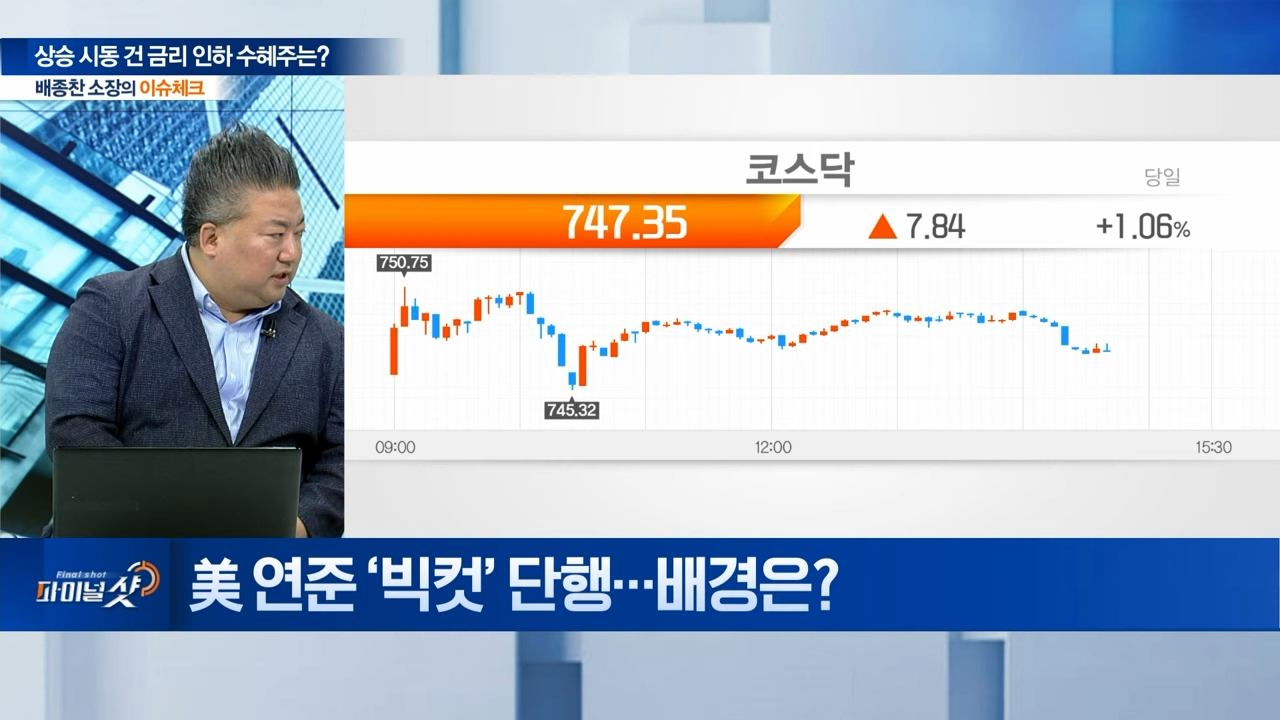 상승 시동 건 금리 인하 수혜주는?
배종찬 소장의 이슈체크
코스닥
당일
747.35 ▲ 7.84 +1.06%
750.75
745.32
09:00 12:00 15:30
Final shot
파이널 샷
美 연준 ‘빅컷’ 단행…배경은?